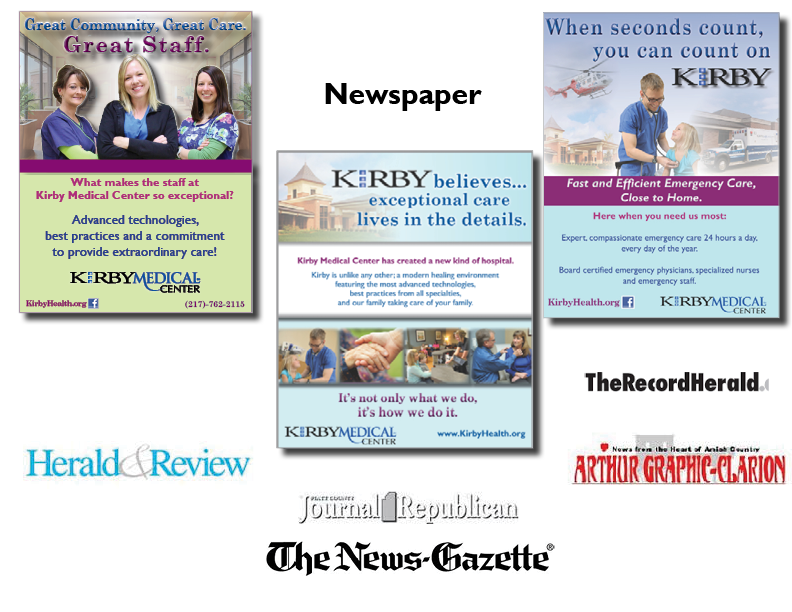 Great Community, Great Care.
Great Staff.
What makes the staff at
Kirby Medical Center so exceptional?
Advanced technologies,
best practices and a commitment
to provide extraordinary care!
KIRBYMEDICAL
CENTER
KirbyHealth.org f
(217)-762-2115
Newspaper
KIRBY believes...
exceptional care
lives in the details.
Kirby Medical Center has created a new kind of hospital.
Kirby is unlike any other; a modern healing environment
featuring the most advanced technologies,
best practices from all specialties,
and our family taking care of your family.
It's not only what we do,
it's how we do it.
KIRBYMEDICAL
CENTER
www.KirbyHealth.org
When seconds count,
you can count on
KIRBY
Fast and Efficient Emergency Care,
Close to Home.
Here when you need us most:
Expert, compassionate emergency care 24 hours a day,
every day of the year.
Board certified emergency physicians, specialized nurses
and emergency staff.
KirbyHealth.org f
KIRBYMEDICAL
CENTER
TheRecordHerald.
Herald&Review
News from the Heart of Amish Country
ARTHUR GRAPHIC-CLARION
PIATT COUNTY
Journal Republican
The News-Gazette®